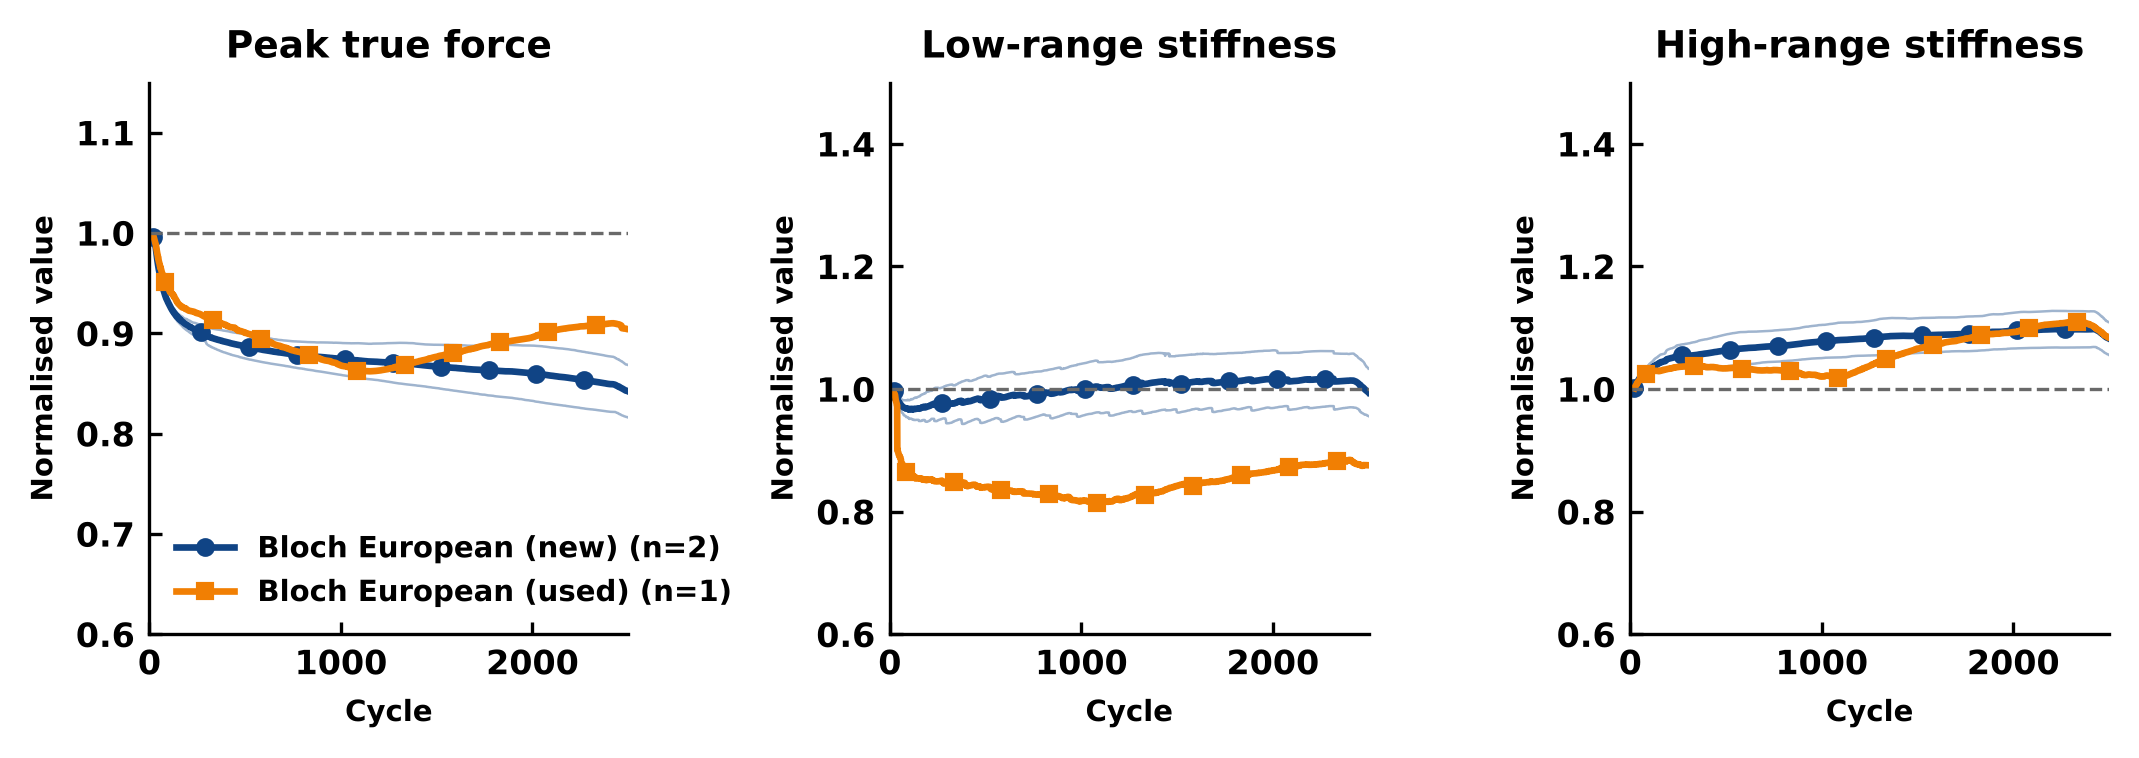 Peak true force
Low-range stiffness
High-range stiffness
Normalised value
1.1
1.0
0.9
0.8
0.7
0.6
Bloch European (new) (n=2)
Bloch European (used) (n=1)
0
1000
2000
Cycle
Normalised value
1.4
1.2
1.0
0.8
0.6
0
1000
2000
Cycle
Normalised value
1.4
1.2
1.0
0.8
0.6
0
1000
2000
Cycle